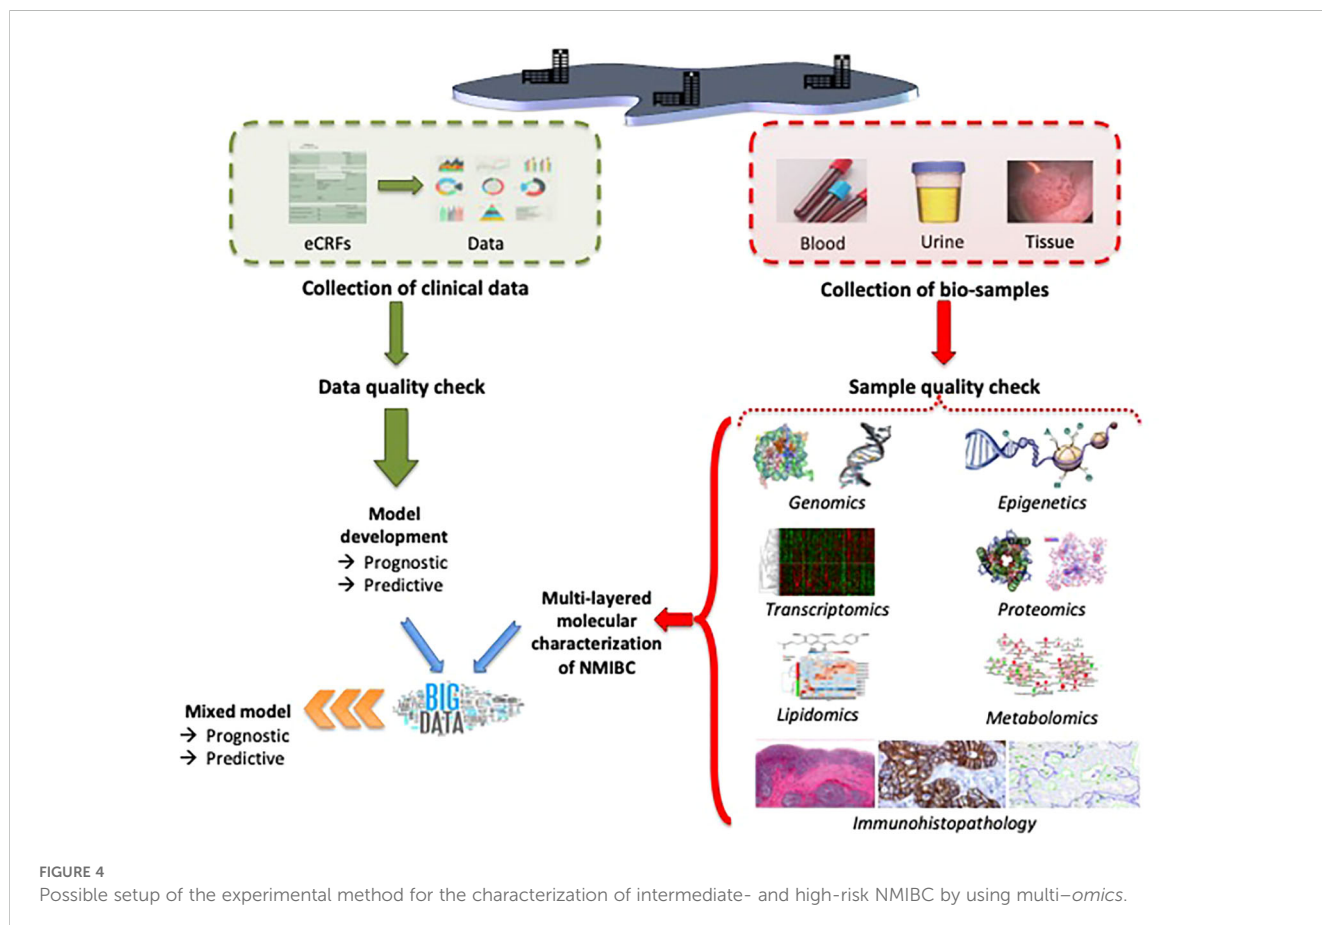 eCRFs
Data
Collection of clinical data
Blood
Urine
Tissue
Collection of bio-samples
Data quality check
Sample quality check
Model
development
→ Prognostic
→ Predictive
Genomics
Epigenetics
Transcriptomics
Proteomics
Lipidomics
Metabolomics
Immunohistopathology
Multi-layered
molecular
characterization
of NMIBC
BIG
DATA
Mixed model
→ Prognostic
→ Predictive
FIGURE 4
Possible setup of the experimental method for the characterization of intermediate- and high-risk NMIBC by using multi–omics.